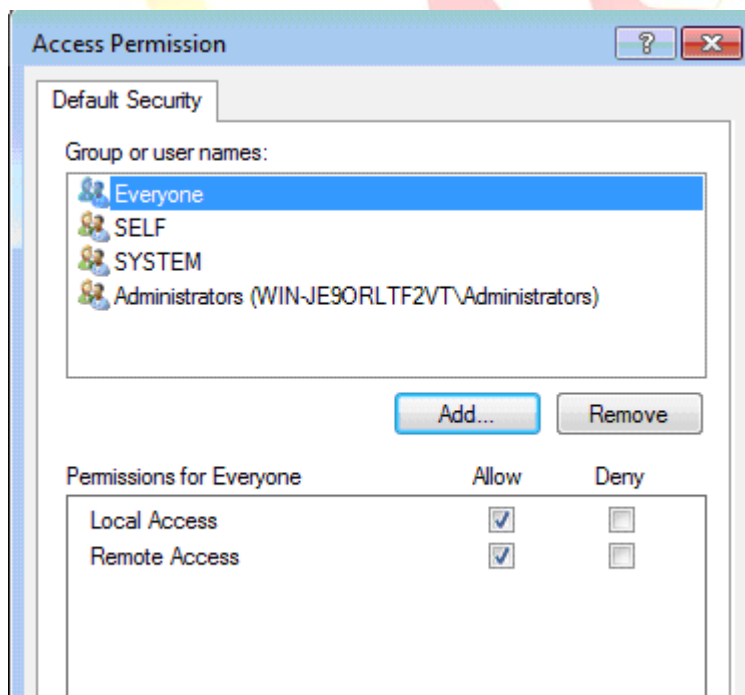 Access Permission
Default Security
Group or user names:
Everyone
SELF
SYSTEM
Administrators (WIN-JE9ORLTF2VT\Administrators)
Add... Remove
Permissions for Everyone Allow Deny
Local Access
Remote Access